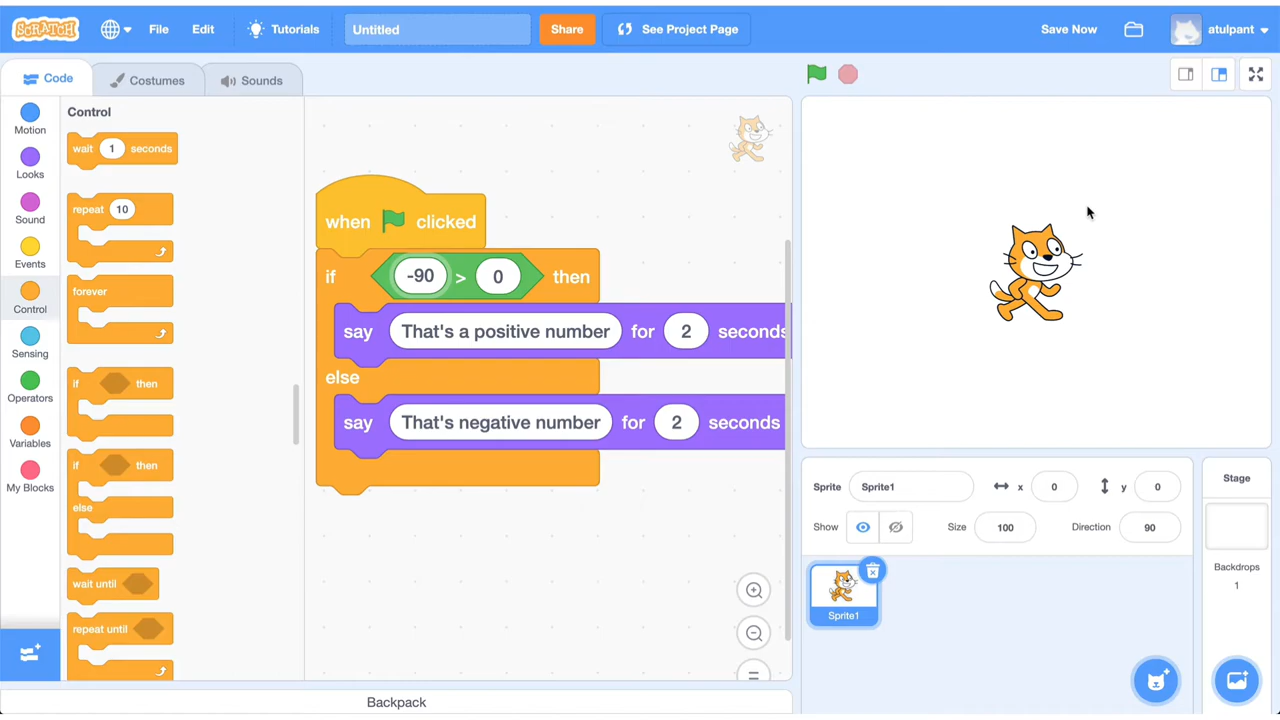 SCRATCH File Edit Tutorials Untitled Share See Project Page Save Now atulpant
Code Costumes Sounds
Motion
Looks
Sound
Events
Control
Sensing
Operators
Variables
My Blocks
Control
wait 1 seconds
repeat 10
forever
if then
if then
else
wait until
repeat until
when clicked
if -90 > 0 then
say That's a positive number for 2 seconds
else
say That's negative number for 2 seconds
Backpack
Sprite Sprite1 x 0 y 0
Show Size 100 Direction 90
Sprite1
Stage
Backdrops
1